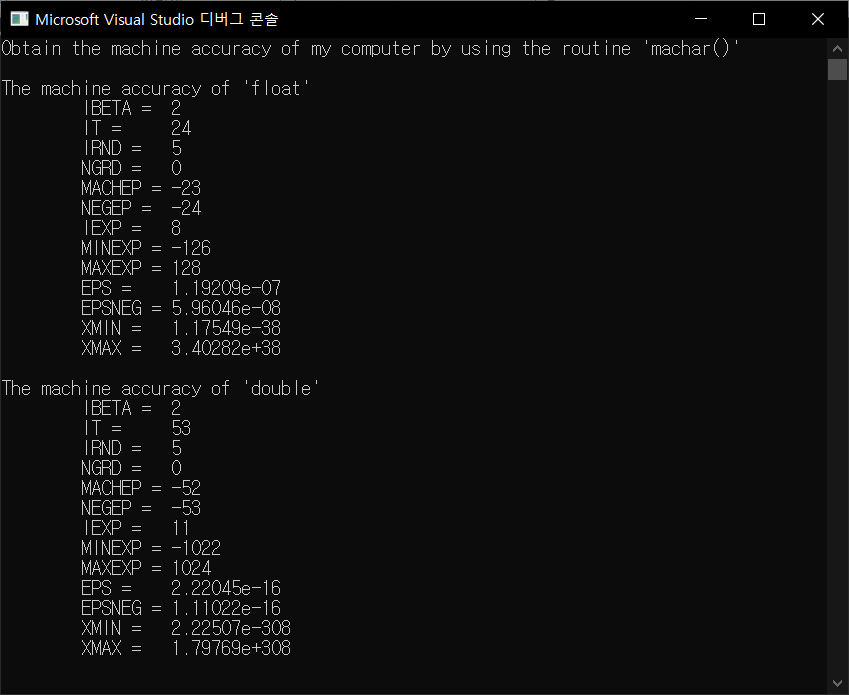 Microsoft Visual Studio 디버그 콘솔
Obtain the machine accuracy of my computer by using the routine 'machar()'
The machine accuracy of 'float'
IBETA = 2
IT = 24
IRND = 5
NGRD = 0
MACHEP = -23
NEGEP = -24
IEXP = 8
MINEXP = -126
MAXEXP = 128
EPS = 1.19209e-07
EPSNEG = 5.96046e-08
XMIN = 1.17549e-38
XMAX = 3.40282e+38
The machine accuracy of 'double'
IBETA = 2
IT = 53
IRND = 5
NGRD = 0
MACHEP = -52
NEGEP = -53
IEXP = 11
MINEXP = -1022
MAXEXP = 1024
EPS = 2.22045e-16
EPSNEG = 1.11022e-16
XMIN = 2.22507e-308
XMAX = 1.79769e+308